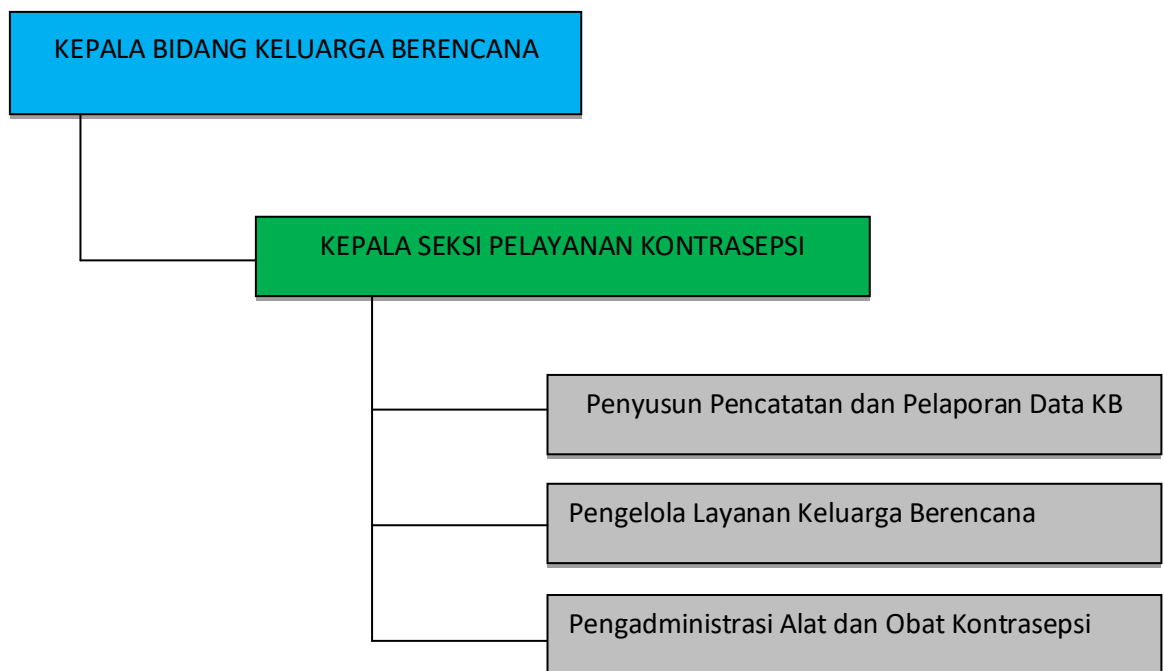 KEPALA BIDANG KELUARGA BERENCANA
KEPALA SEKSI PELAYANAN KONTRASEPSI
Penyusun Pencatatan dan Pelaporan Data KB
Pengelola Layanan Keluarga Berencana
Pengadministrasi Alat dan Obat Kontrasepsi